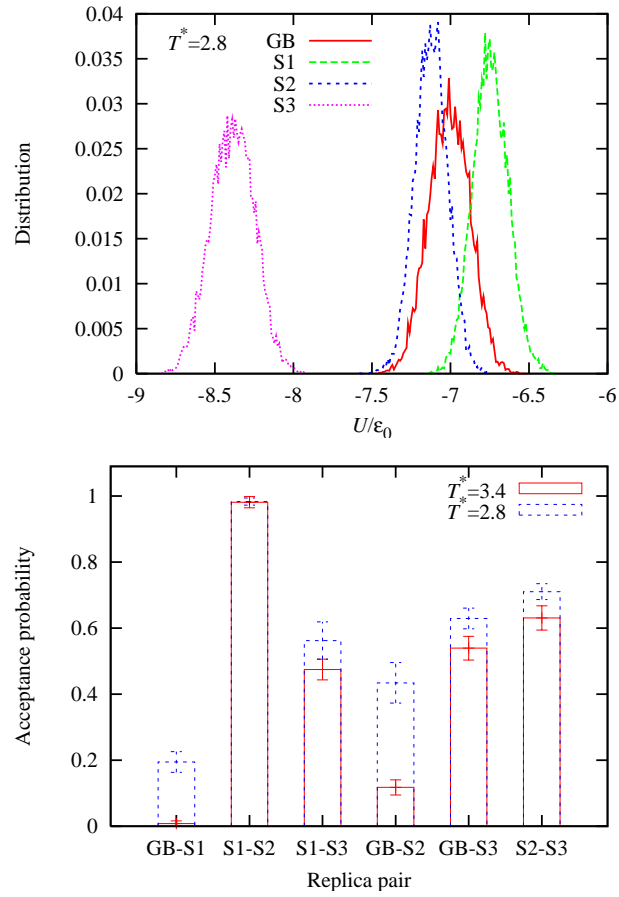 0.04
0.035
0.03
0.025
0.02
0.015
0.01
0.005
0
Distribution
T*=2.8
GB
S1
S2
S3
-9 -8.5 -8 -7.5 -7 -6.5 -6
U/ε0
1
0.8
0.6
0.4
0.2
0
Acceptance probability
T*=3.4
T*=2.8
GB-S1 S1-S2 S1-S3 GB-S2 GB-S3 S2-S3
Replica pair